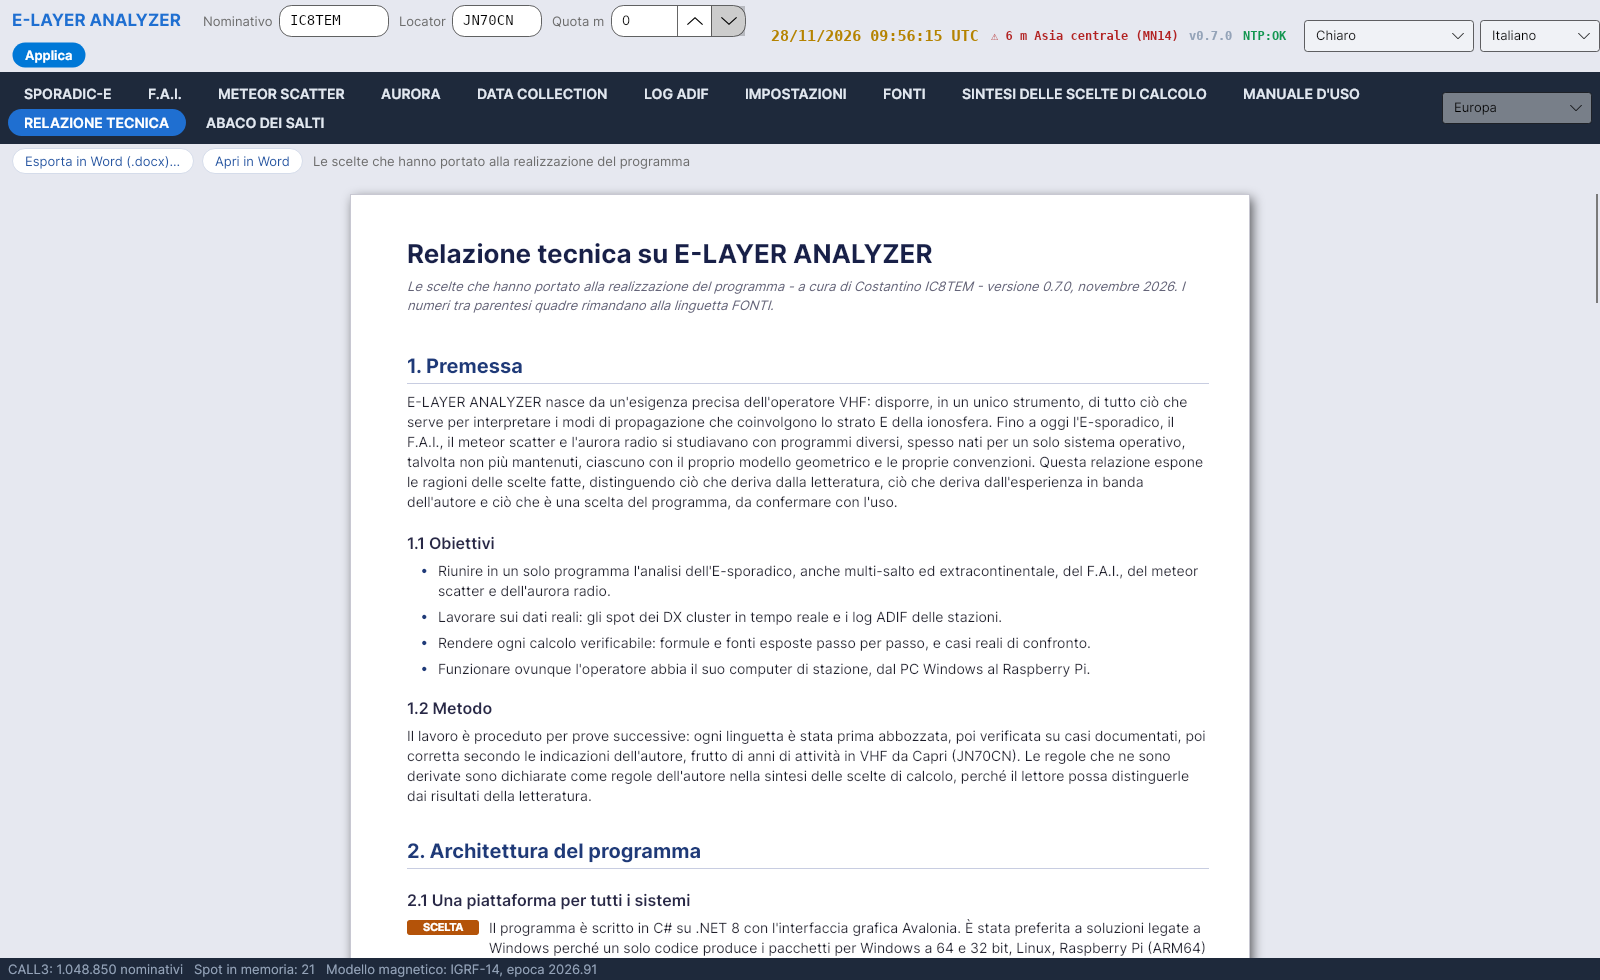 E-LAYER ANALYZER Nominativo IC8TEM Locator JN70CN Quota m 0
28/11/2026 09:56:15 UTC ⚠ 6 m Asia centrale (MN14) v0.7.0 NTP:OK Chiaro Italiano
Applica
SPORADIC-E F.A.I. METEOR SCATTER AURORA DATA COLLECTION LOG ADIF IMPOSTAZIONI FONTI SINTESI DELLE SCELTE DI CALCOLO MANUALE D'USO
RELAZIONE TECNICA ABACO DEI SALTI
Europa
Esporta in Word (.docx)... Apri in Word Le scelte che hanno portato alla realizzazione del programma
Relazione tecnica su E-LAYER ANALYZER
Le scelte che hanno portato alla realizzazione del programma - a cura di Costantino IC8TEM - versione 0.7.0, novembre 2026. I
numeri tra parentesi quadre rimandano alla linguetta FONTI.
1. Premessa
E-LAYER ANALYZER nasce da un'esigenza precisa dell'operatore VHF: disporre, in un unico strumento, di tutto ciò che
serve per interpretare i modi di propagazione che coinvolgono lo strato E della ionosfera. Fino a oggi l'E-sporadico, il
F.A.I., il meteor scatter e l'aurora radio si studiavano con programmi diversi, spesso nati per un solo sistema operativo,
talvolta non più mantenuti, ciascuno con il proprio modello geometrico e le proprie convenzioni. Questa relazione espone
le ragioni delle scelte fatte, distinguendo ciò che deriva dalla letteratura, ciò che deriva dall'esperienza in banda
dell'autore e ciò che è una scelta del programma, da confermare con l'uso.
1.1 Obiettivi
• Riunire in un solo programma l'analisi dell'E-sporadico, anche multi-salto ed extracontinentale, del F.A.I., del meteor
scatter e dell'aurora radio.
• Lavorare sui dati reali: gli spot dei DX cluster in tempo reale e i log ADIF delle stazioni.
• Rendere ogni calcolo verificabile: formule e fonti esposte passo per passo, e casi reali di confronto.
• Funzionare ovunque l'operatore abbia il suo computer di stazione, dal PC Windows al Raspberry Pi.
1.2 Metodo
Il lavoro è proceduto per prove successive: ogni linguetta è stata prima abbozzata, poi verificata su casi documentati, poi
corretta secondo le indicazioni dell'autore, frutto di anni di attività in VHF da Capri (JN70CN). Le regole che ne sono
derivate sono dichiarate come regole dell'autore nella sintesi delle scelte di calcolo, perché il lettore possa distinguerle
dai risultati della letteratura.
2. Architettura del programma
2.1 Una piattaforma per tutti i sistemi
SCELTA Il programma è scritto in C# su .NET 8 con l'interfaccia grafica Avalonia. È stata preferita a soluzioni legate a
Windows perché un solo codice produce i pacchetti per Windows a 64 e 32 bit, Linux, Raspberry Pi (ARM64)
CALL3: 1.048.850 nominativi Spot in memoria: 21 Modello magnetico: IGRF-14, epoca 2026.91